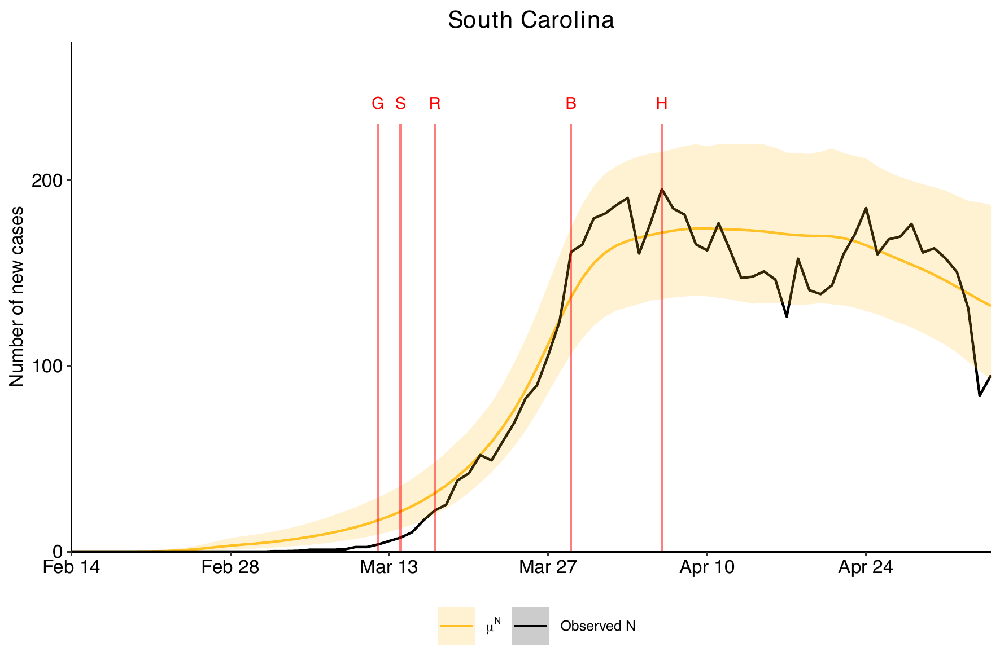 South Carolina
G S R B H
Number of new cases
200
100
0
Feb 14 Feb 28 Mar 13 Mar 27 Apr 10 Apr 24
μN Observed N